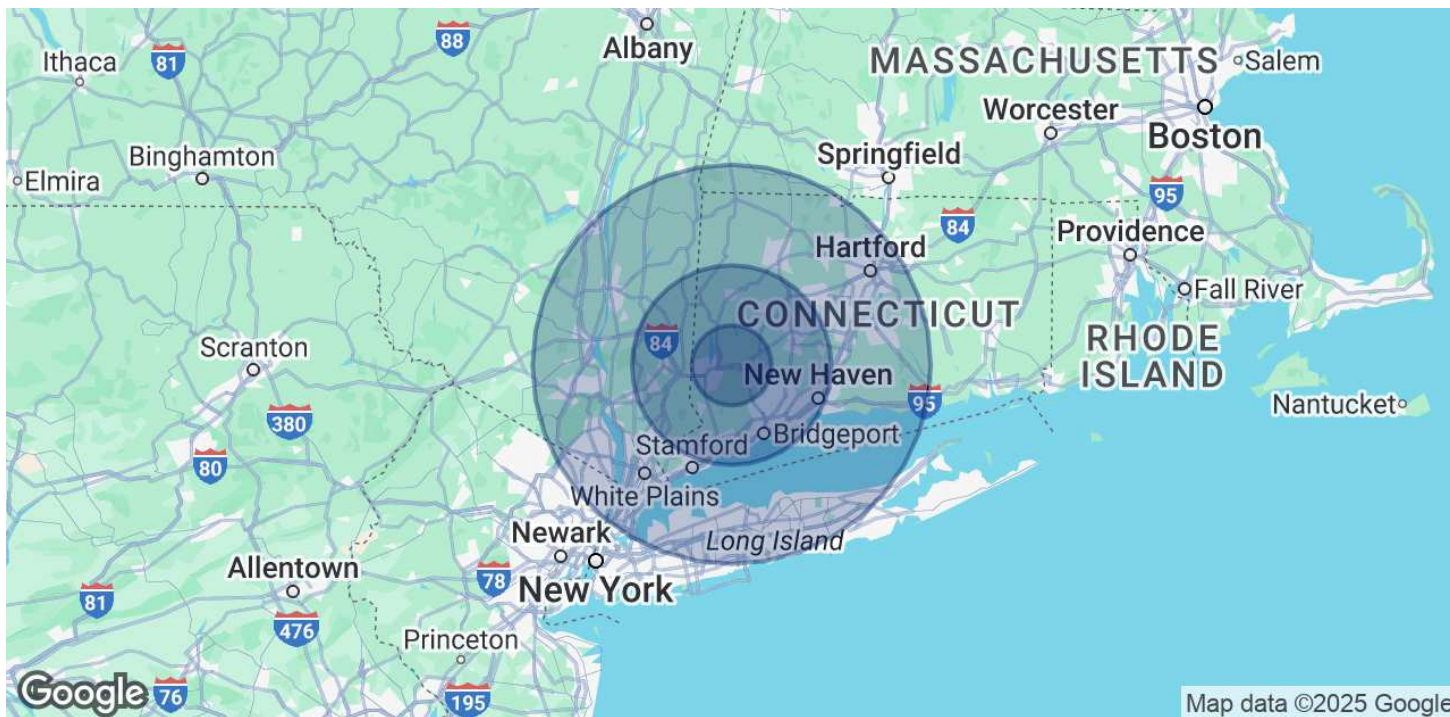 88
81
Albany
Ithaca
MASSACHUSETTS
Salem
Worcester
Boston
Binghamton
Springfield
Elmira
95
84
Hartford
Providence
Fall River
CONNECTICUT
84
RHODE
ISLAND
Scranton
New Haven
95
Nantucket
380
Stamford
Bridgeport
80
White Plains
Newark
Long Island
Allentown
78
New York
81
476
Princeton
Google
76
195
Map data ©2025 Google